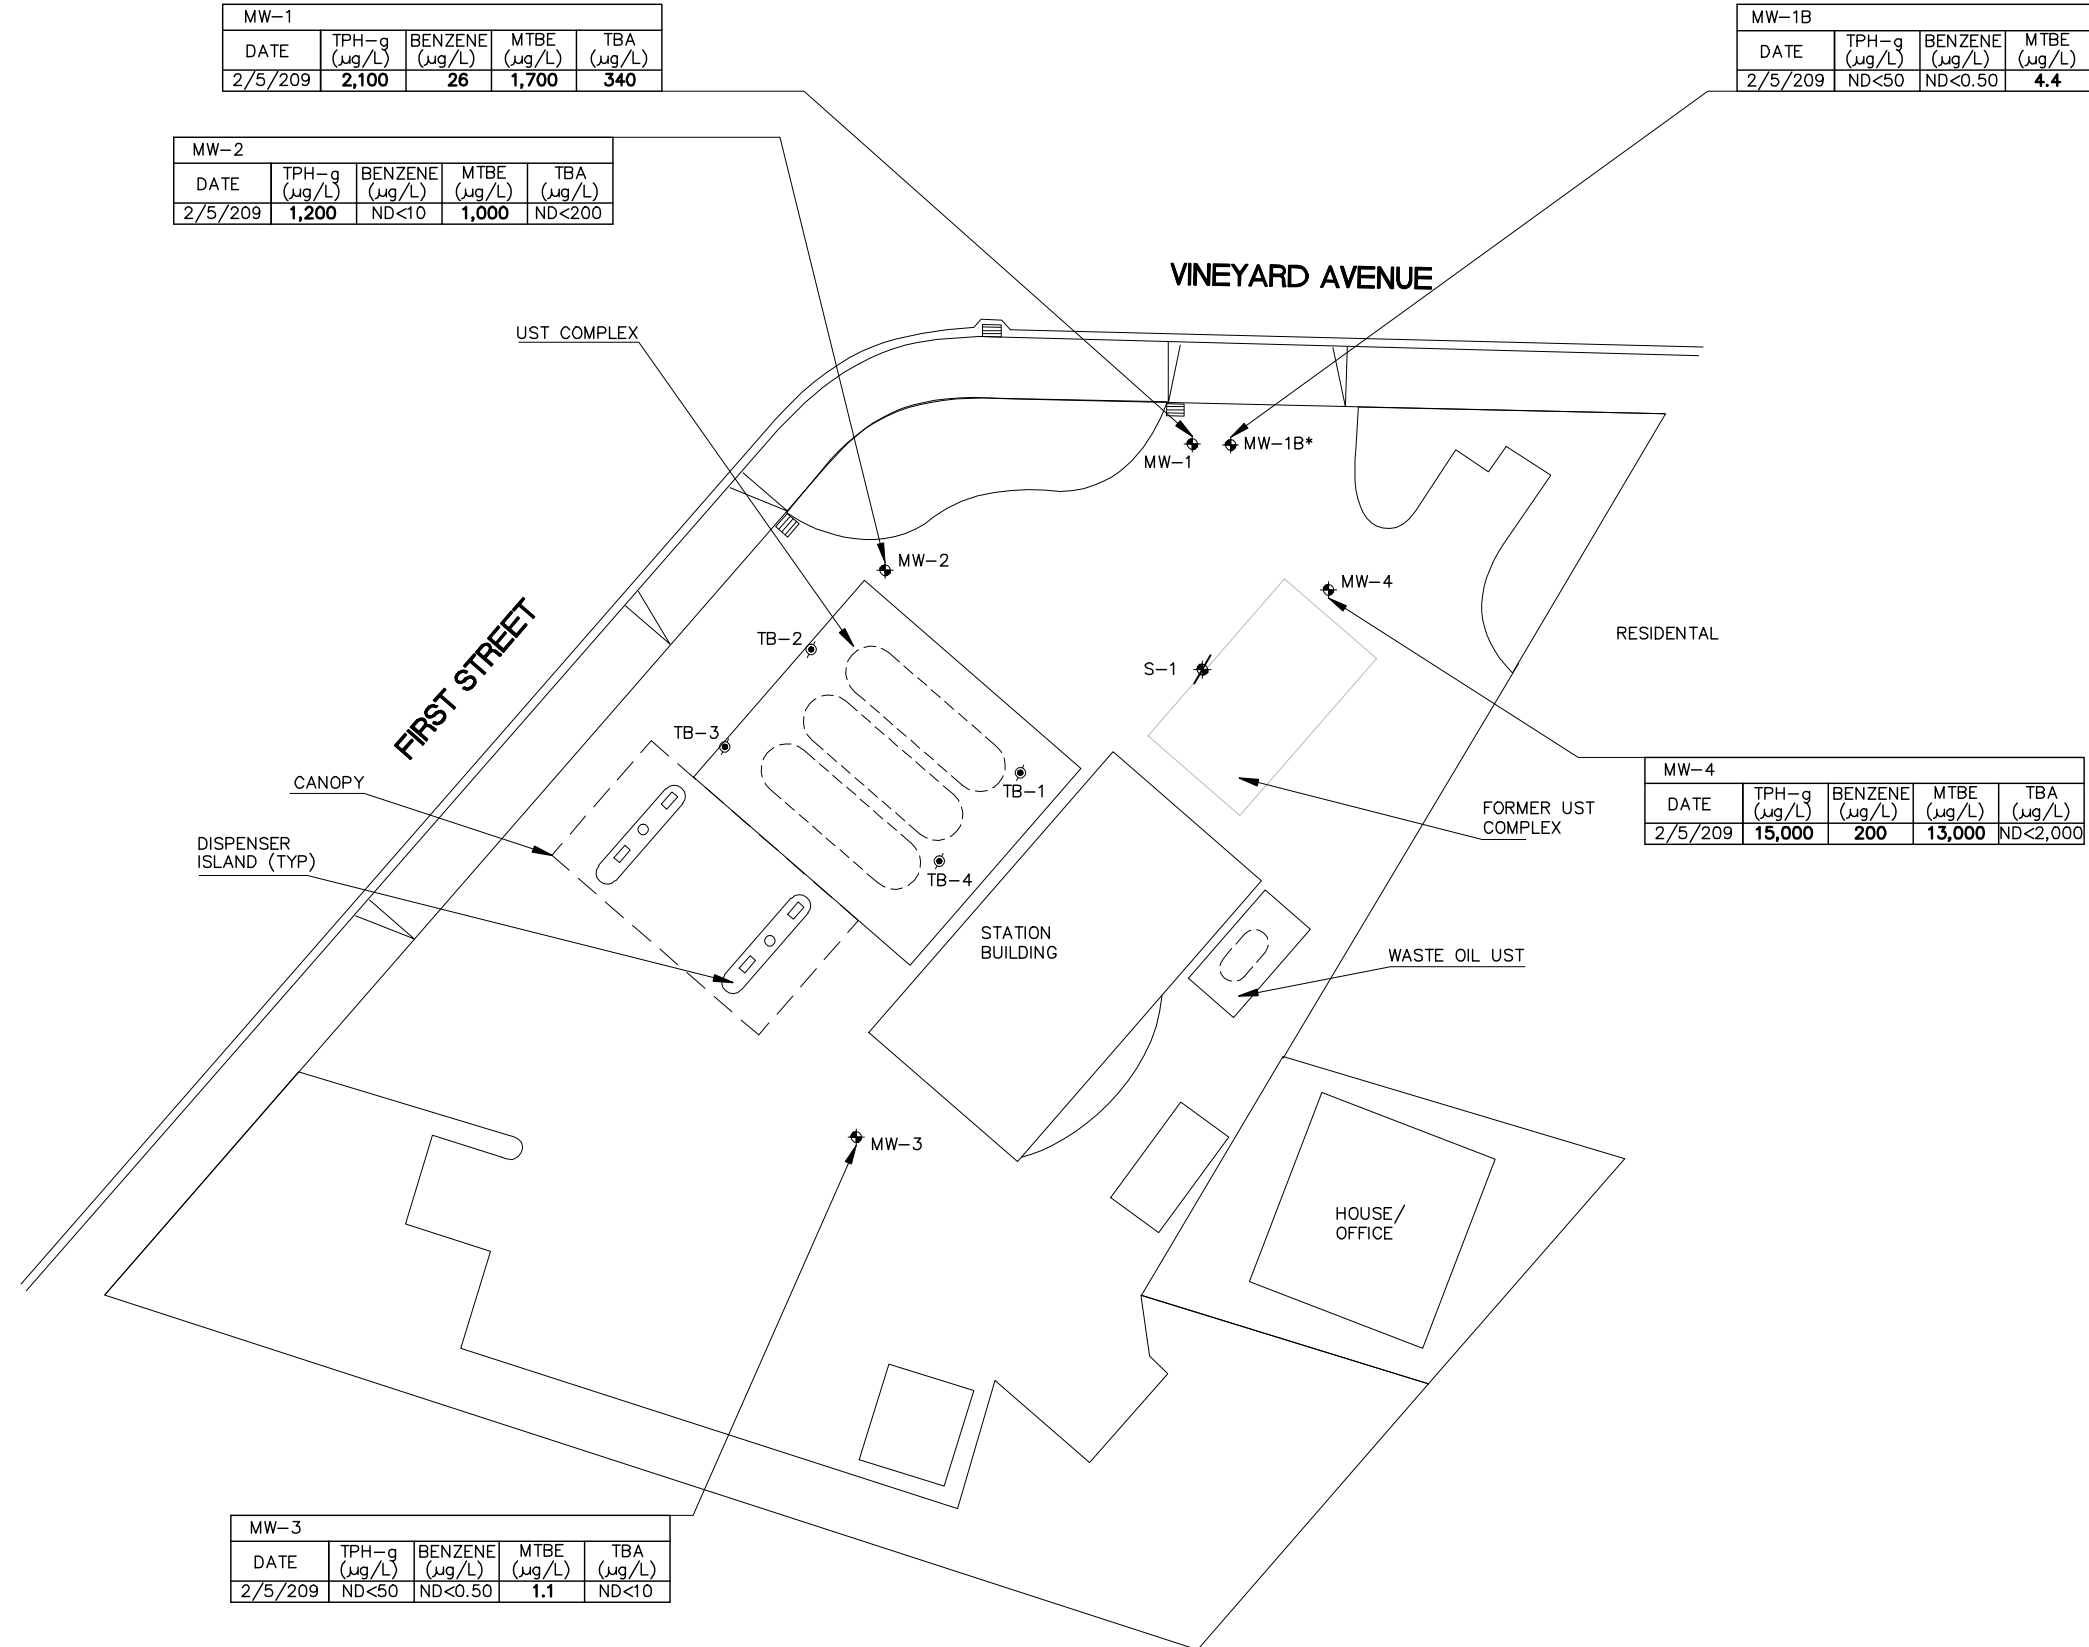 MW-1
DATE TPH-g (µg/L) BENZENE (µg/L) MTBE (µg/L) TBA (µg/L)
2/5/209 2,100 26 1,700 340
MW-1B
DATE TPH-g (µg/L) BENZENE (µg/L) MTBE (µg/L)
2/5/209 ND<50 ND<0.50 4.4
MW-2
DATE TPH-g (µg/L) BENZENE (µg/L) MTBE (µg/L) TBA (µg/L)
2/5/209 1,200 ND<10 1,000 ND<200
VINEYARD AVENUE
UST COMPLEX
MW-1
MW-1B*
MW-2
MW-4
FIRST STREET
TB-2
RESIDENTAL
S-1
TB-3
CANOPY
TB-1
MW-4
DATE TPH-g (µg/L) BENZENE (µg/L) MTBE (µg/L) TBA (µg/L)
2/5/209 15,000 200 13,000 ND<2,000
FORMER UST
COMPLEX
DISPENSER
ISLAND (TYP)
TB-4
STATION
BUILDING
WASTE OIL UST
MW-3
HOUSE/
OFFICE
MW-3
DATE TPH-g (µg/L) BENZENE (µg/L) MTBE (µg/L) TBA (µg/L)
2/5/209 ND<50 ND<0.50 1.1 ND<10